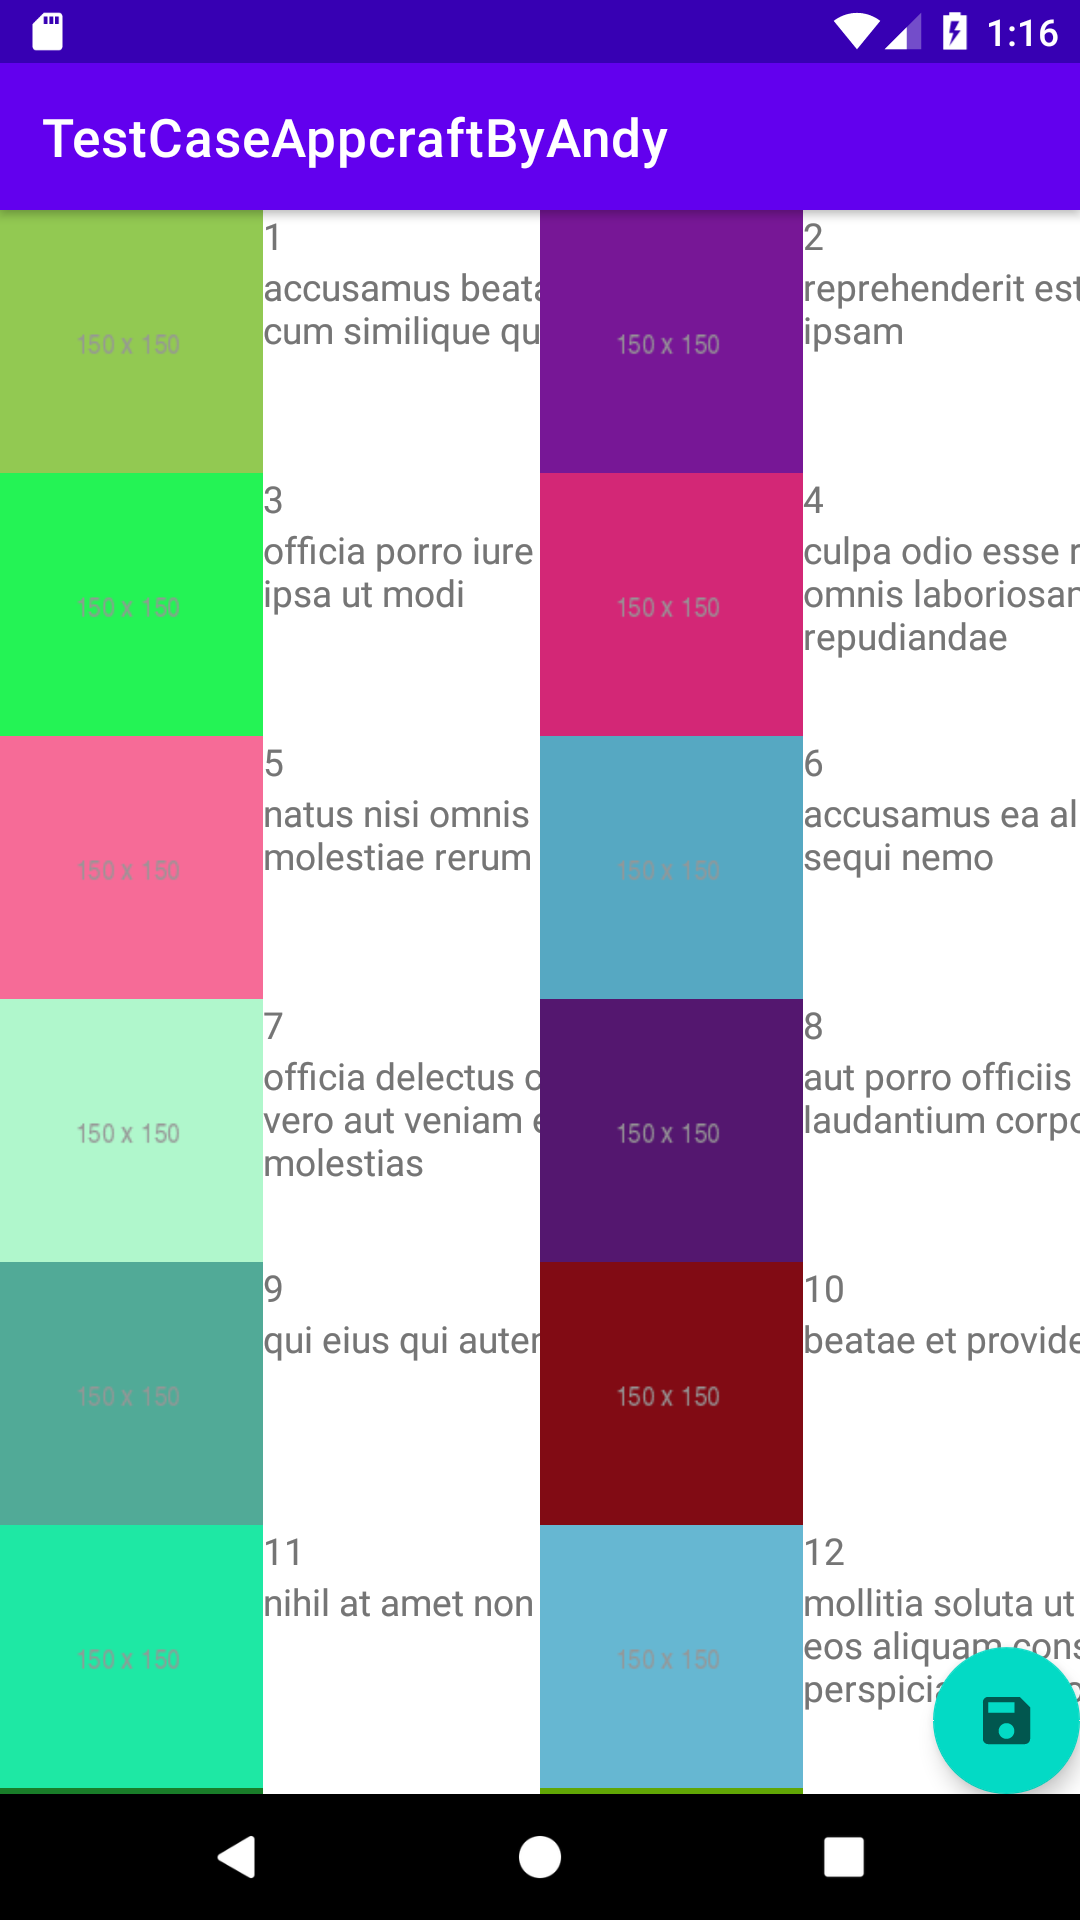 1:16
TestCaseAppcraftByAndy
150 x 150
1
accusamus beata
cum similique qu
150 x 150
2
reprehenderit est
ipsam
150 x 150
3
officia porro iure
ipsa ut modi
150 x 150
4
culpa odio esse r
omnis laboriosam
repudiandae
150 x 150
5
natus nisi omnis
molestiae rerum
150 x 150
6
accusamus ea al
sequi nemo
150 x 150
7
officia delectus c
vero aut veniam e
molestias
150 x 150
8
aut porro officiis
laudantium corpo
150 x 150
9
qui eius qui autem
150 x 150
10
beatae et provide
150 x 150
11
nihil at amet non
150 x 150
12
mollitia soluta ut
eos aliquam cons
perspicia